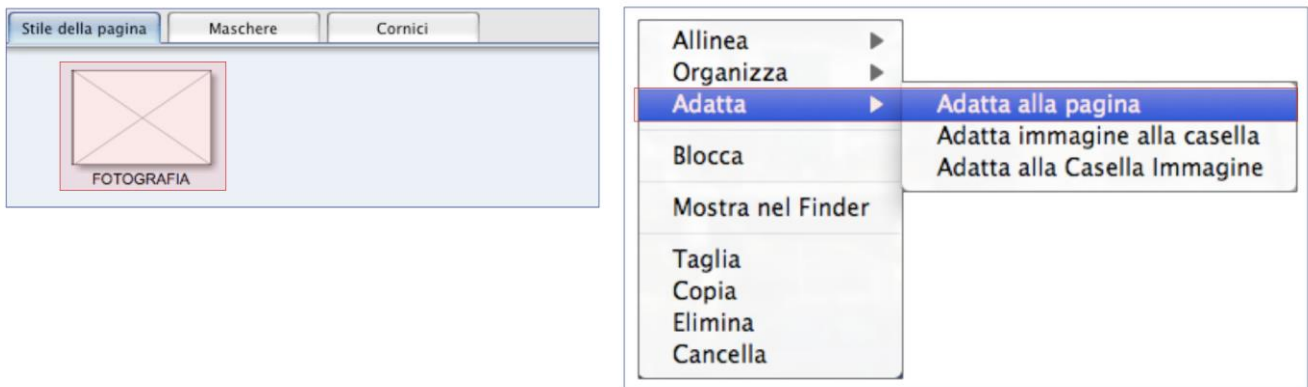 Stile della pagina Maschere Cornici
FOTOGRAFIA
Allinea
Organizza
Adatta
Blocca
Mostra nel Finder
Taglia
Copia
Elimina
Cancella
Adatta alla pagina
Adatta immagine alla casella
Adatta alla Casella Immagine